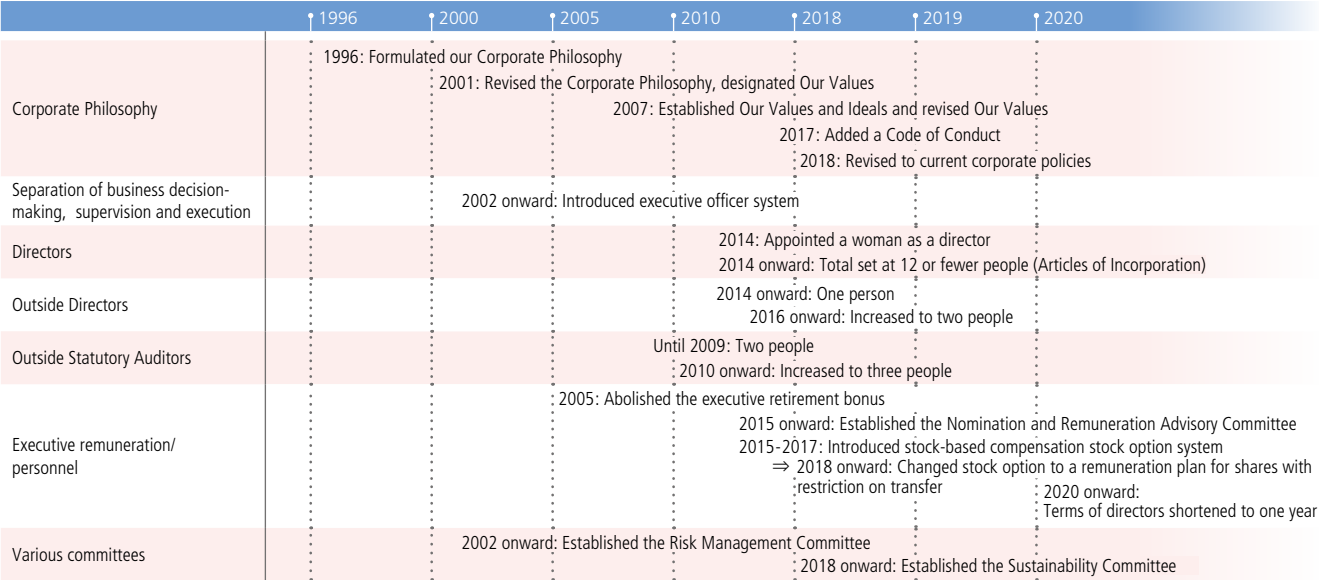 1996 2000 2005 2010 2018 2019 2020
Corporate Philosophy
1996: Formulated our Corporate Philosophy
2001: Revised the Corporate Philosophy, designated Our Values
2007: Established Our Values and Ideals and revised Our Values
2017: Added a Code of Conduct
2018: Revised to current corporate policies
Separation of business decision-
making, supervision and execution
2002 onward: Introduced executive officer system
Directors
2014: Appointed a woman as a director
2014 onward: Total set at 12 or fewer people (Articles of Incorporation)
Outside Directors
2014 onward: One person
2016 onward: Increased to two people
Outside Statutory Auditors
Until 2009: Two people
2010 onward: Increased to three people
Executive remuneration/
personnel
2005: Abolished the executive retirement bonus
2015 onward: Established the Nomination and Remuneration Advisory Committee
2015-2017: Introduced stock-based compensation stock option system
⇒ 2018 onward: Changed stock option to a remuneration plan for shares with
restriction on transfer
2020 onward:
Terms of directors shortened to one year
Various committees
2002 onward: Established the Risk Management Committee
2018 onward: Established the Sustainability Committee